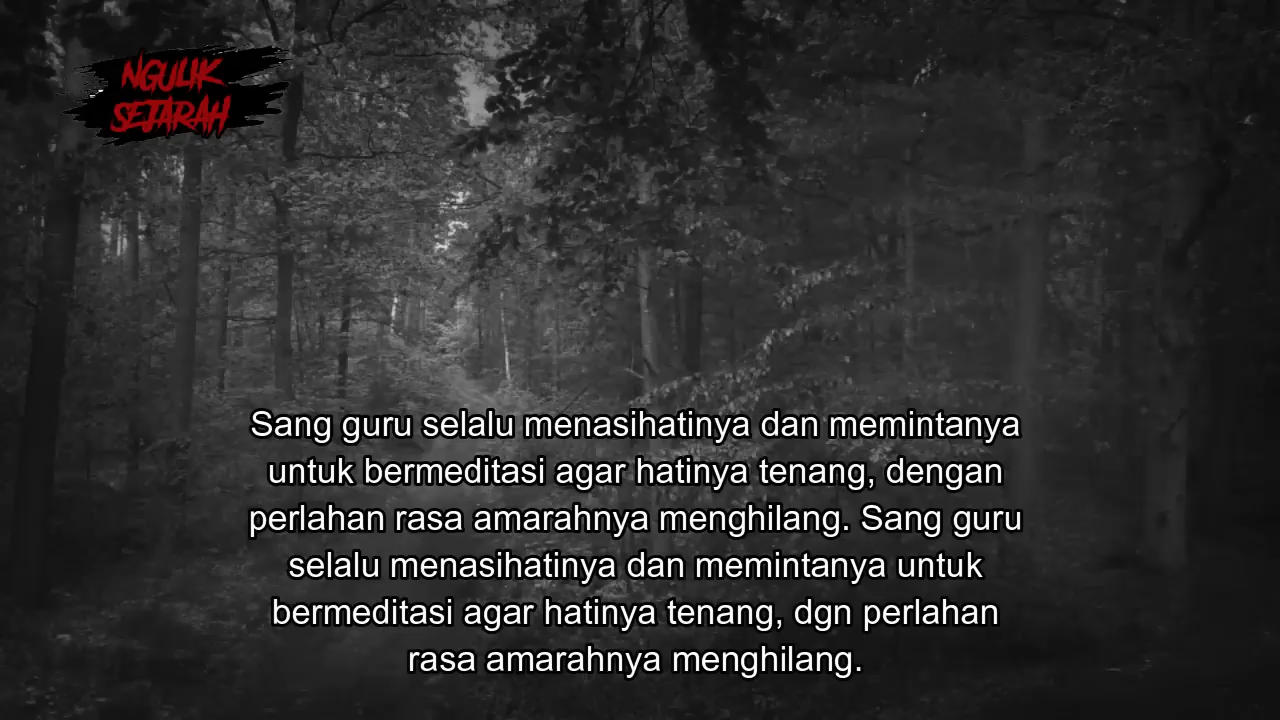 NGULIK
SEJARAH
Sang guru selalu menasihatinya dan memintanya
untuk bermeditasi agar hatinya tenang, dengan
perlahan rasa amarahnya menghilang. Sang guru
selalu menasihatinya dan memintanya untuk
bermeditasi agar hatinya tenang, dgn perlahan
rasa amarahnya menghilang.